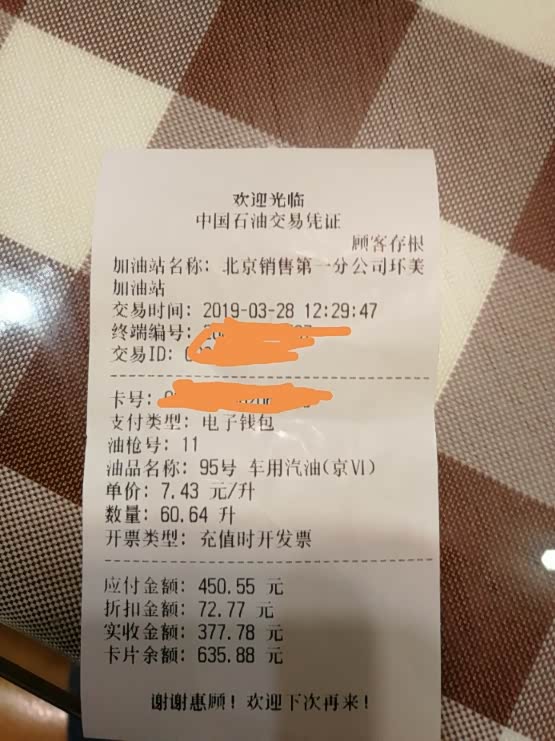 欢迎光临
中国石油交易凭证
顾客存根
加油站名称: 北京销售第一分公司环美
加油站
交易时间: 2019-03-28 12:29:47
终端编号:
交易ID:
卡号:
支付类型: 电子钱包
油枪号: 11
油品名称: 95号 车用汽油(京VI)
单价: 7.43 元/升
数量: 60.64 升
开票类型: 充值时开发票
应付金额: 450.55 元
折扣金额: 72.77 元
实收金额: 377.78 元
卡片余额: 635.88 元
谢谢惠顾! 欢迎下次再来!